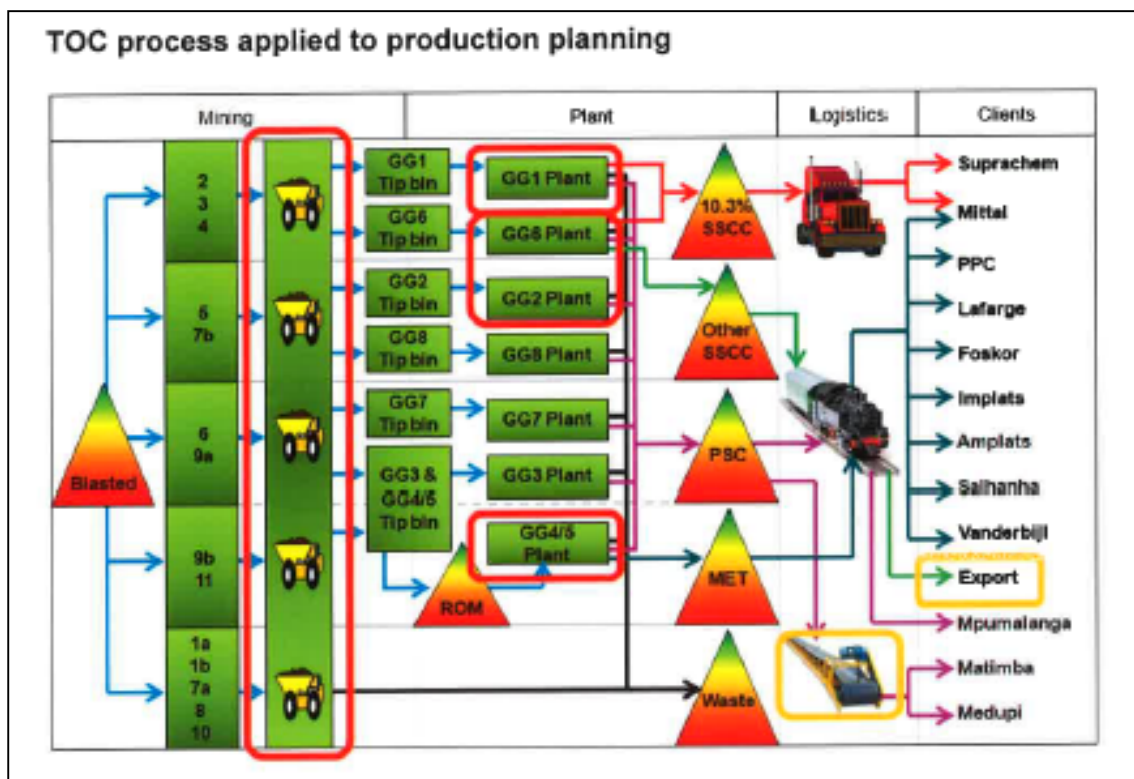 TOC process applied to production planning
Mining
Plant
Logistics
Clients
Blasted
2
3
4
5
7b
6
9a
9b
11
1a
1b
7a
8
10
GG1
Tip bin
GG6
Tip bin
GG2
Tip bin
GG8
Tip bin
GG7
Tip bin
GG3 &
GG4/5
Tip bin
ROM
GG1 Plant
GG6 Plant
GG2 Plant
GG8 Plant
GG7 Plant
GG3 Plant
GG4/5
Plant
10.3%
SSCC
Other
SSCC
PSC
MET
Waste
Suprachem
Mittal
PPC
Lafarge
Foskor
Implats
Amplats
Salhanha
Vanderbijl
Export
Mpumalanga
Matimba
Medupi